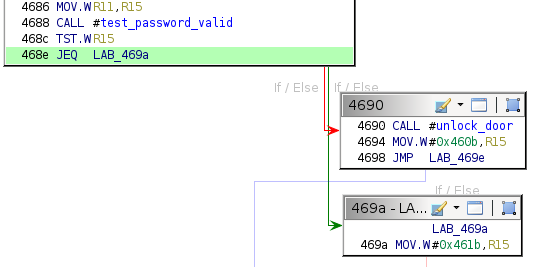 4686 MOV.W R11,R15
4688 CALL #test_password_valid
468c TST.W R15
468e JEQ LAB_469a
If / Else
If / Else
4690
4690 CALL #unlock_door
4694 MOV.W #0x460b,R15
4698 JMP LAB_469e
If / Else
469a - LA...
LAB_469a
469a MOV.W #0x461b,R15